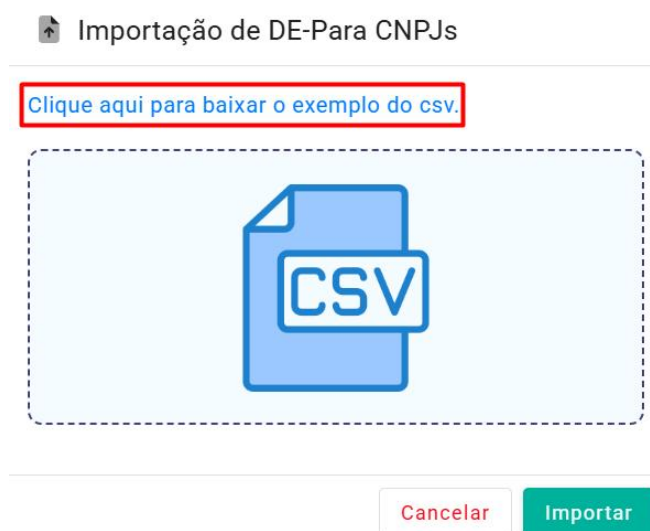 Importação de DE-Para CNPJs
Clique aqui para baixar o exemplo do csv.
CSV
Cancelar
Importar